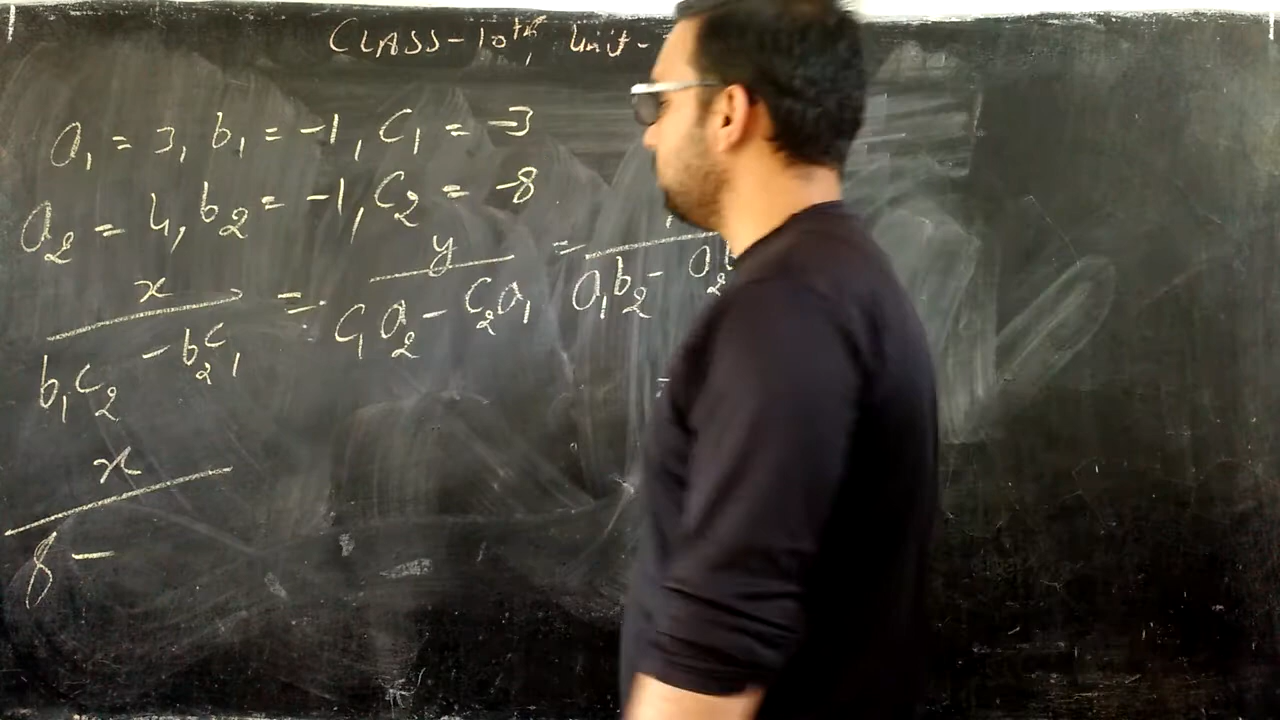 CLASS-10th, Unit-
a₁ = 3, b₁ = -1, c₁ = -3
a₂ = 4, b₂ = -1, c₂ = -8
x/(b₁c₂ - b₂c₁) = y/(c₁a₂ - c₂a₁) = 1/(a₁b₂ - a₂b
x/(8 -